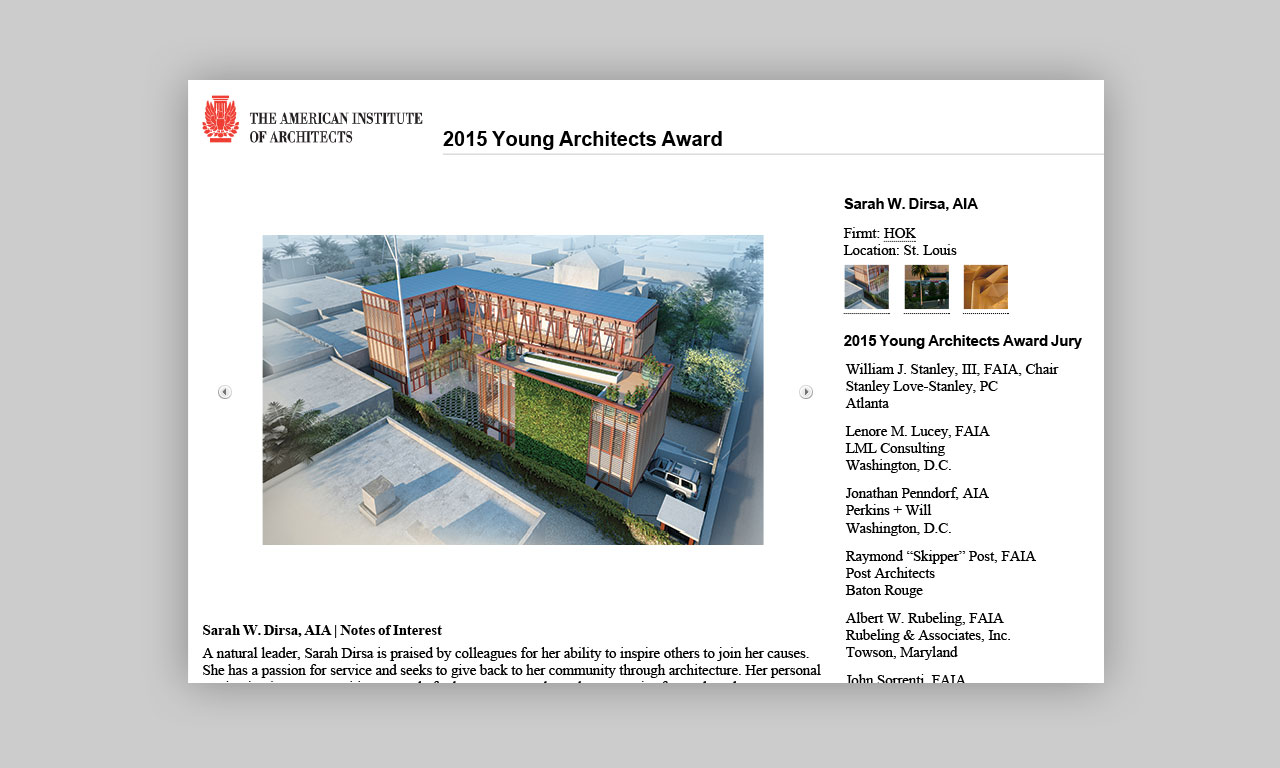 THE AMERICAN INSTITUTE
OF ARCHITECTS
2015 Young Architects Award
Sarah W. Dirsa, AIA
Firmt: HOK
Location: St. Louis
2015 Young Architects Award Jury
William J. Stanley, III, FAIA, Chair
Stanley Love-Stanley, PC
Atlanta
Lenore M. Lucey, FAIA
LML Consulting
Washington, D.C.
Jonathan Penndorf, AIA
Perkins + Will
Washington, D.C.
Raymond “Skipper” Post, FAIA
Post Architects
Baton Rouge
Albert W. Rubeling, FAIA
Rubeling & Associates, Inc.
Towson, Maryland
John Sorrenti, FAIA
Sarah W. Dirsa, AIA | Notes of Interest
A natural leader, Sarah Dirsa is praised by colleagues for her ability to inspire others to join her causes.
She has a passion for service and seeks to give back to her community through architecture. Her personal